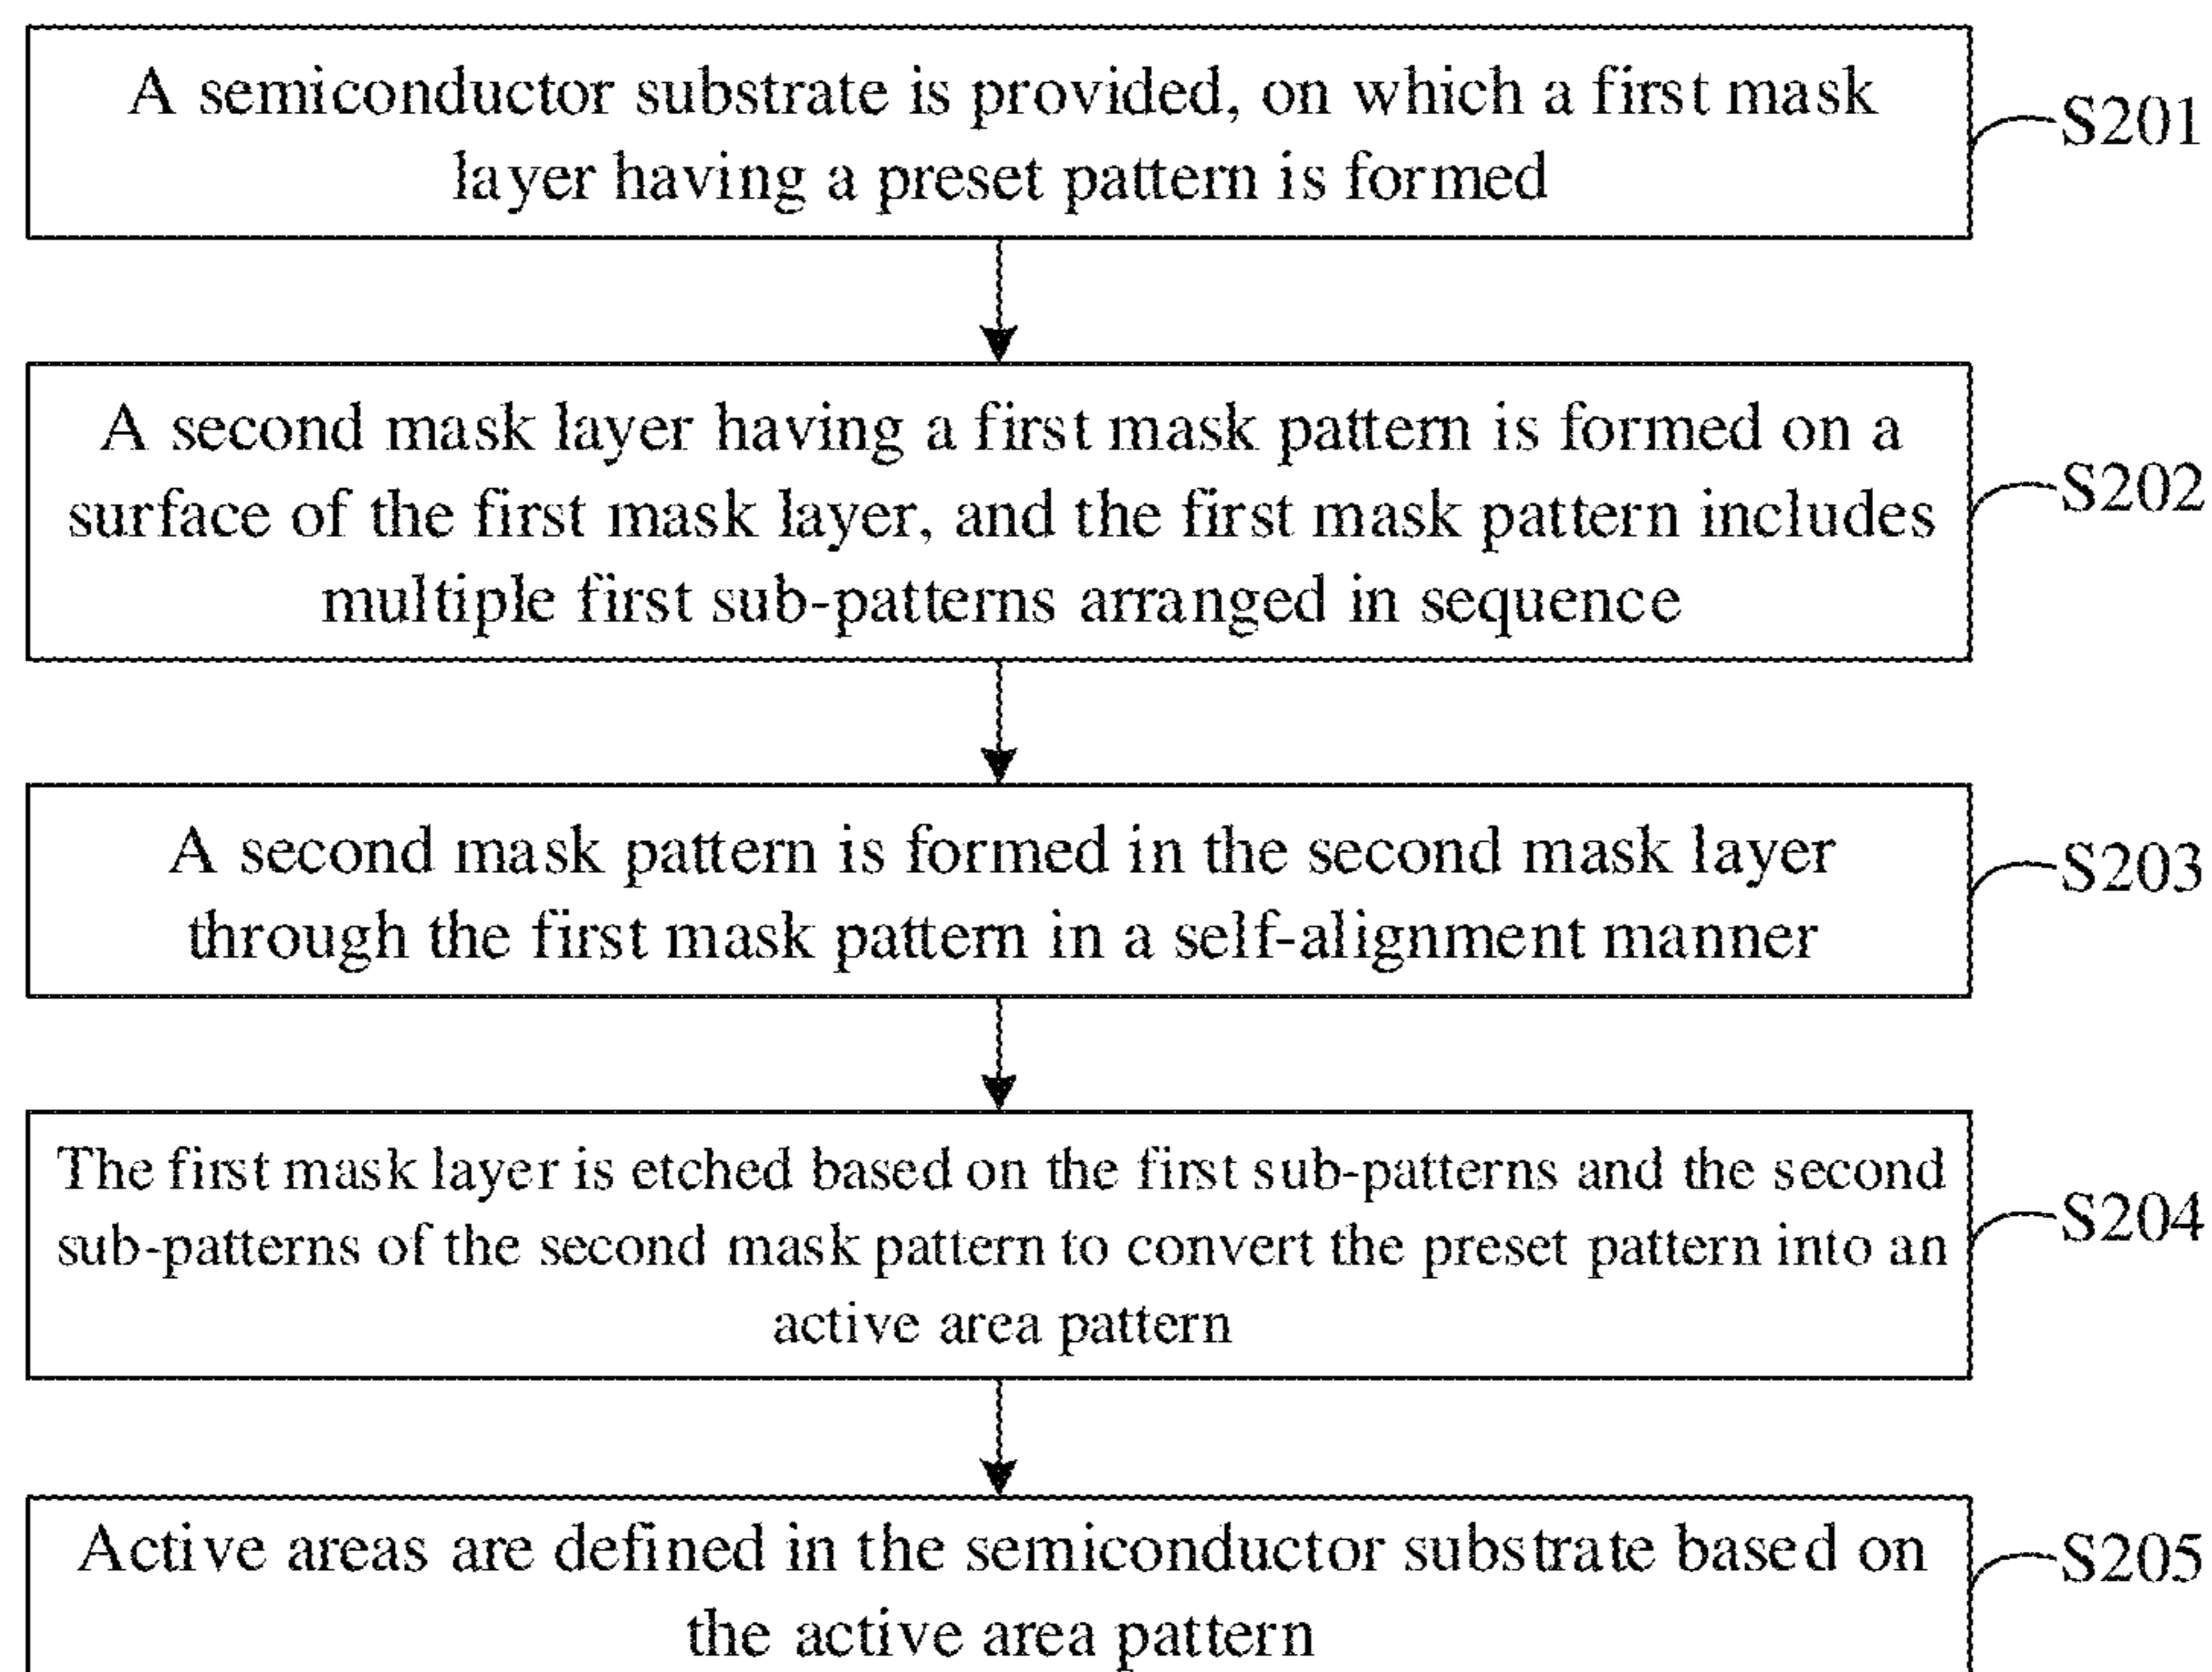 A semiconductor substrate is provided, on which a first mask
layer having a preset pattern is formed
S201
A second mask layer having a first mask pattern is formed on a
surface of the first mask layer, and the first mask pattern includes
multiple first sub-patterns arranged in sequence
S202
A second mask pattern is formed in the second mask layer
through the first mask pattern in a self-alignment manner
S203
The first mask layer is etched based on the first sub-patterns and the second
sub-patterns of the second mask pattern to convert the preset pattern into an
active area pattern
S204
Active areas are defined in the semiconductor substrate based on
the active area pattern
S205